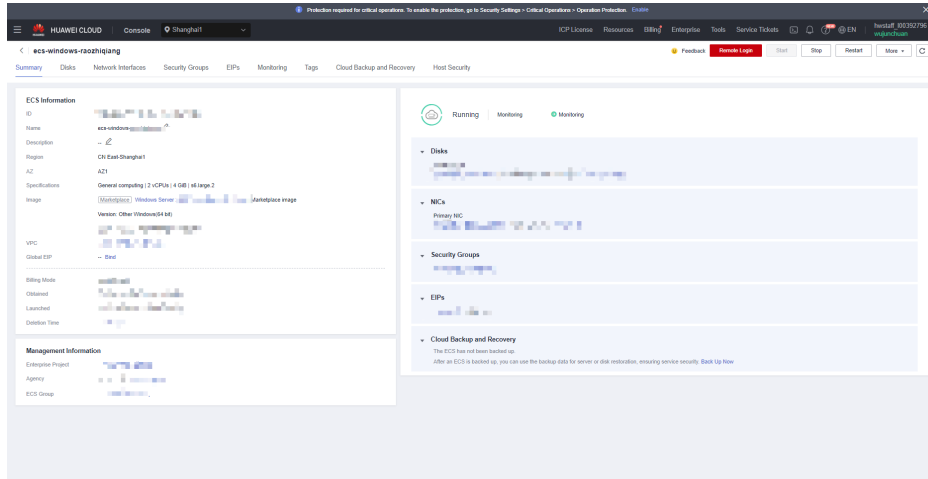 Protection required for critical operations. To enable the protection, go to Security Settings > Critical Operations > Operation Protection. Enable
HUAWEI CLOUD Console Shanghai1 ICP License Resources Billing Enterprise Tools Service Tickets EN hwstaff_l00392796
wujunchuan
ecs-windows-raozhiqiang Feedback Remote Login Start Stop Restart More
Summary Disks Network Interfaces Security Groups EIPs Monitoring Tags Cloud Backup and Recovery Host Security
ECS Information
ID
Name ecs-windows-
Description --
Region CN East-Shanghai1
AZ AZ1
Specifications General computing | 2 vCPUs | 4 GiB | s6.large.2
Image Marketplace Windows Server Marketplace image
Version Other Windows(64 bit)
VPC
Global EIP -- Bind
Billing Mode
Obtained
Launched
Deletion Time
Management Information
Enterprise Project
Agency
ECS Group
Running Monitoring Monitoring
Disks
NICs
Primary NIC
Security Groups
EIPs
Cloud Backup and Recovery
The ECS has not been backed up.
After an ECS is backed up, you can use the backup data for server or disk restoration, ensuring service security. Back Up Now